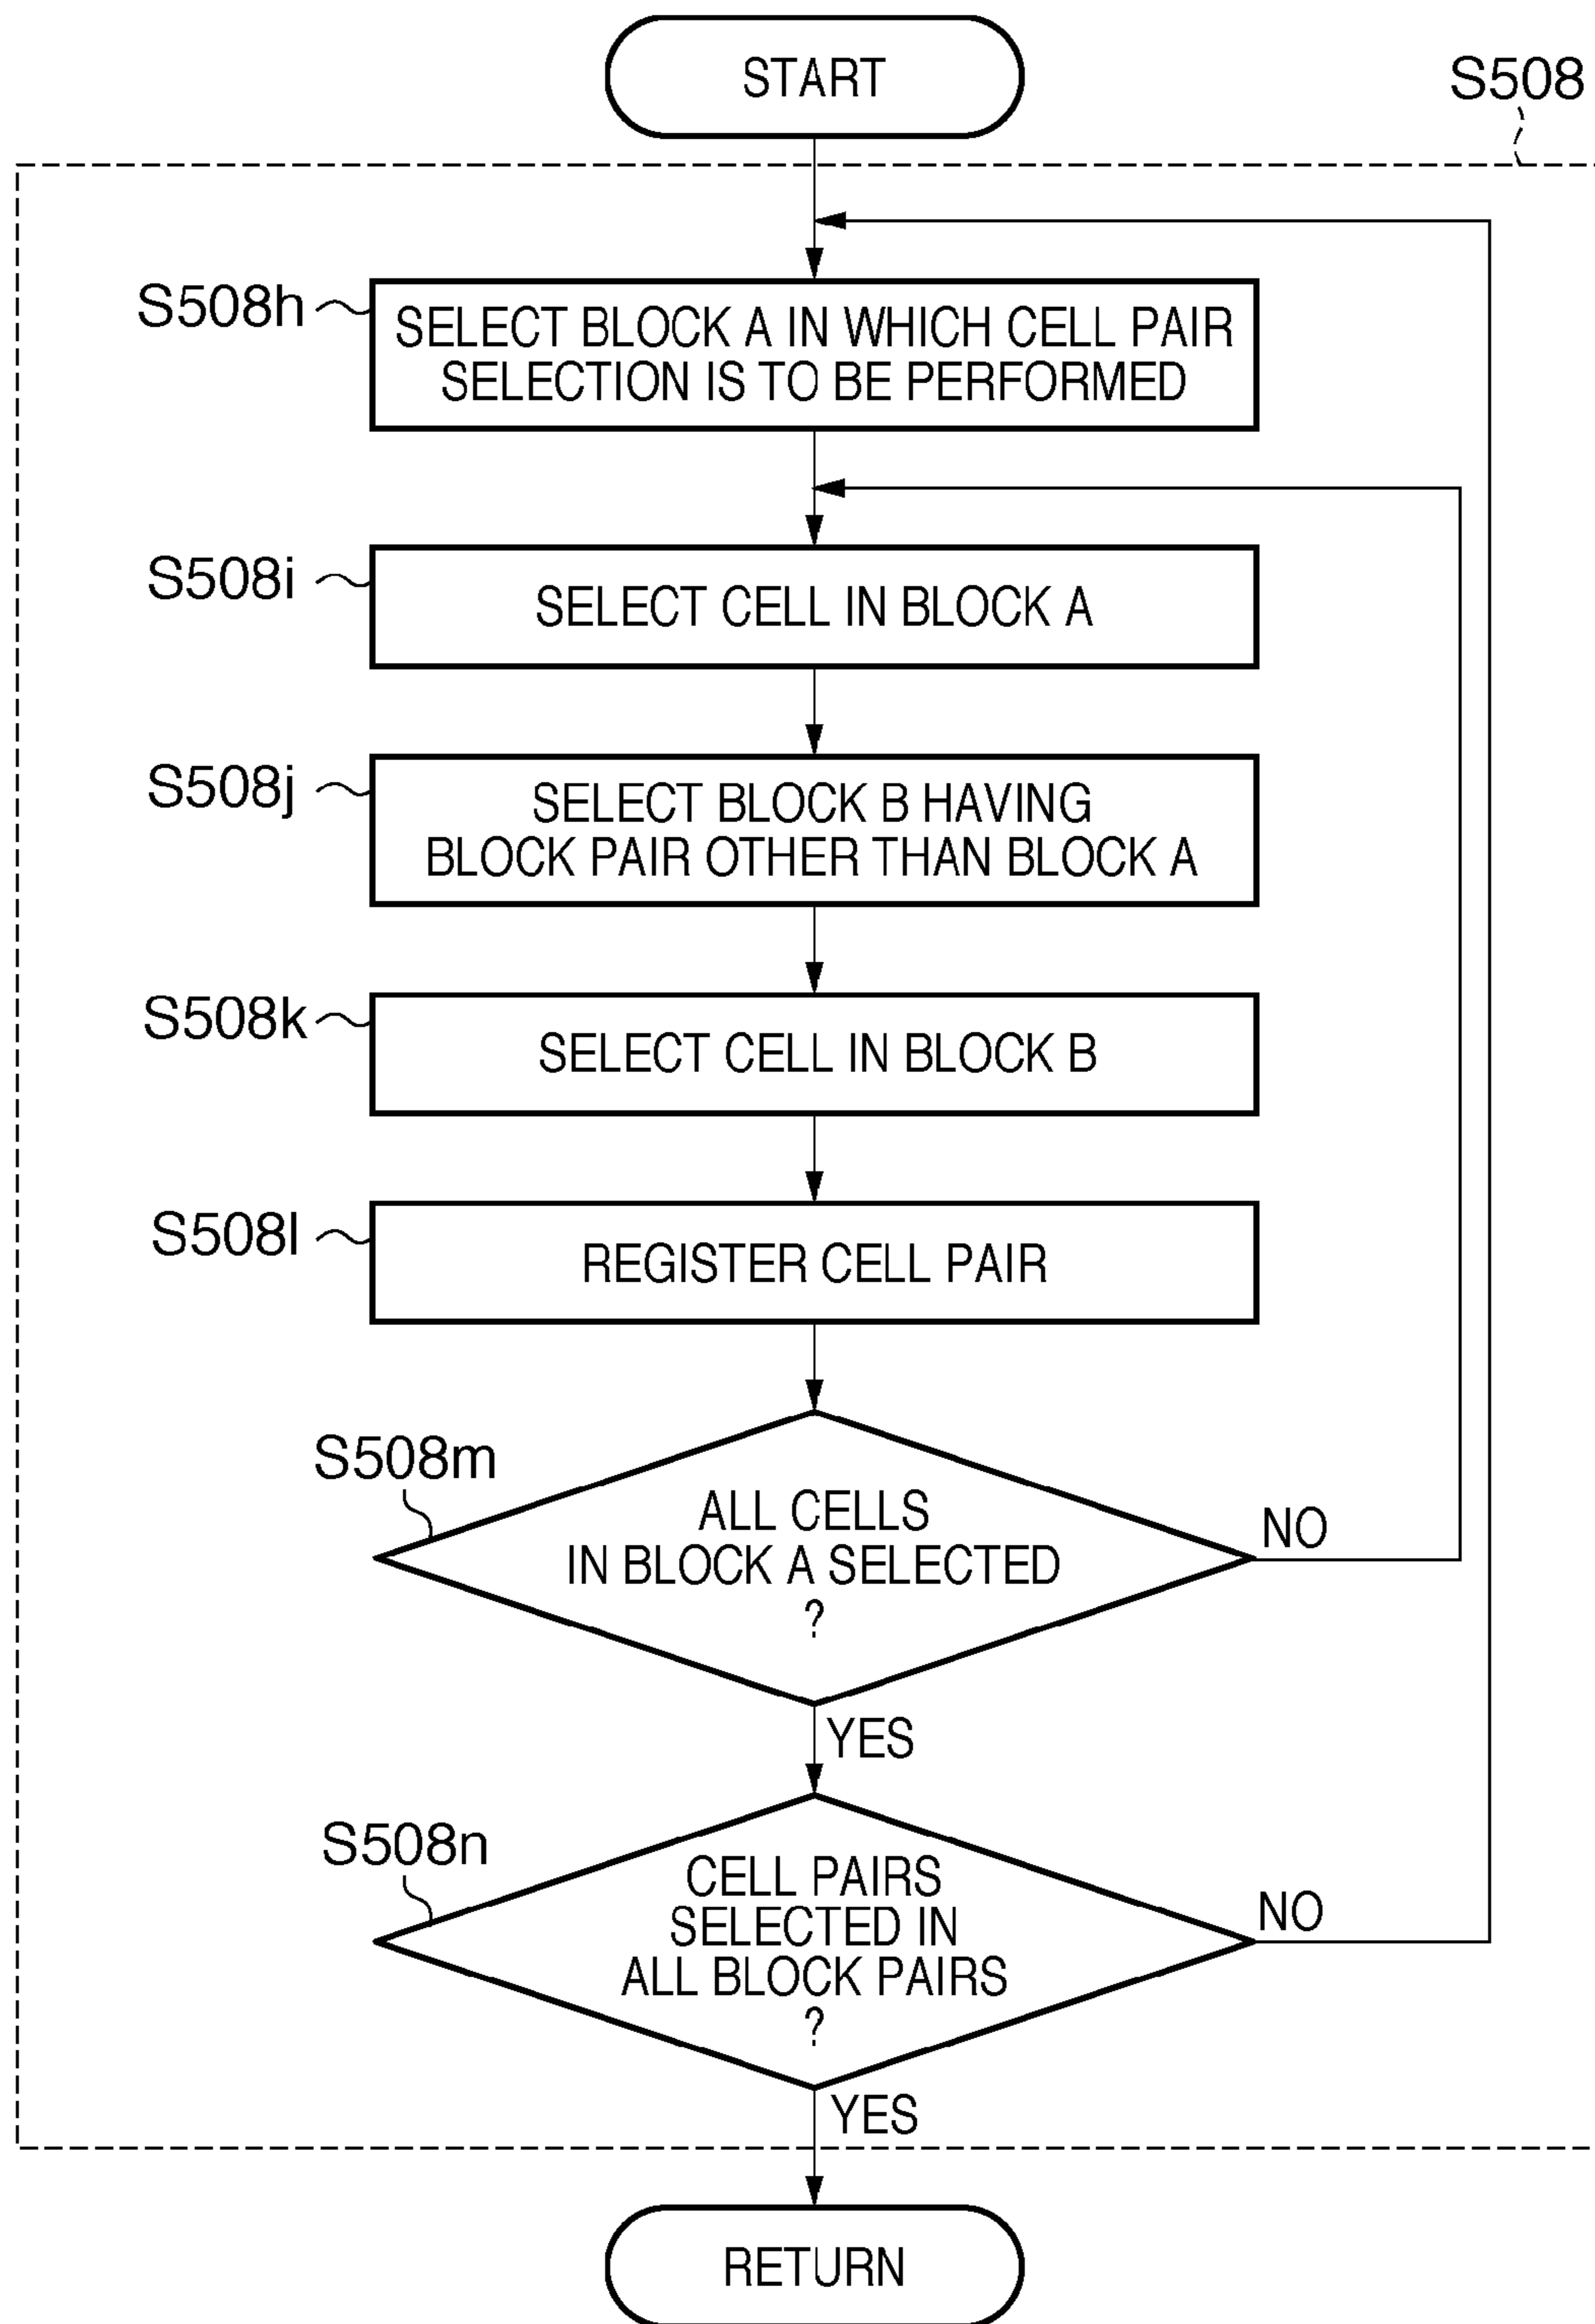 START
S508
S508h
SELECT BLOCK A IN WHICH CELL PAIR
SELECTION IS TO BE PERFORMED
S508i
SELECT CELL IN BLOCK A
S508j
SELECT BLOCK B HAVING
BLOCK PAIR OTHER THAN BLOCK A
S508k
SELECT CELL IN BLOCK B
S508l
REGISTER CELL PAIR
S508m
ALL CELLS
IN BLOCK A SELECTED
?
NO
YES
S508n
CELL PAIRS
SELECTED IN
ALL BLOCK PAIRS
?
NO
YES
RETURN